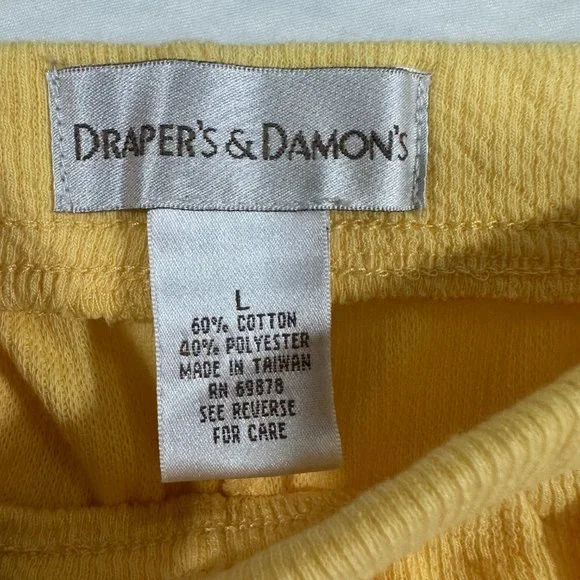 DRAPER'S & DAMON'S
L
60% COTTON
40% POLYESTER
MADE IN TAIWAN
RN 69878
SEE REVERSE
FOR CARE